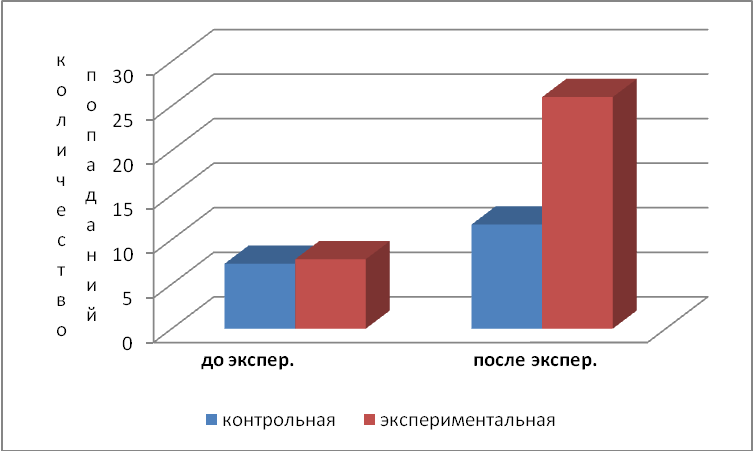 количество
попаданий
30
25
20
15
10
5
0
до экспер. после экспер.
контрольная экспериментальная